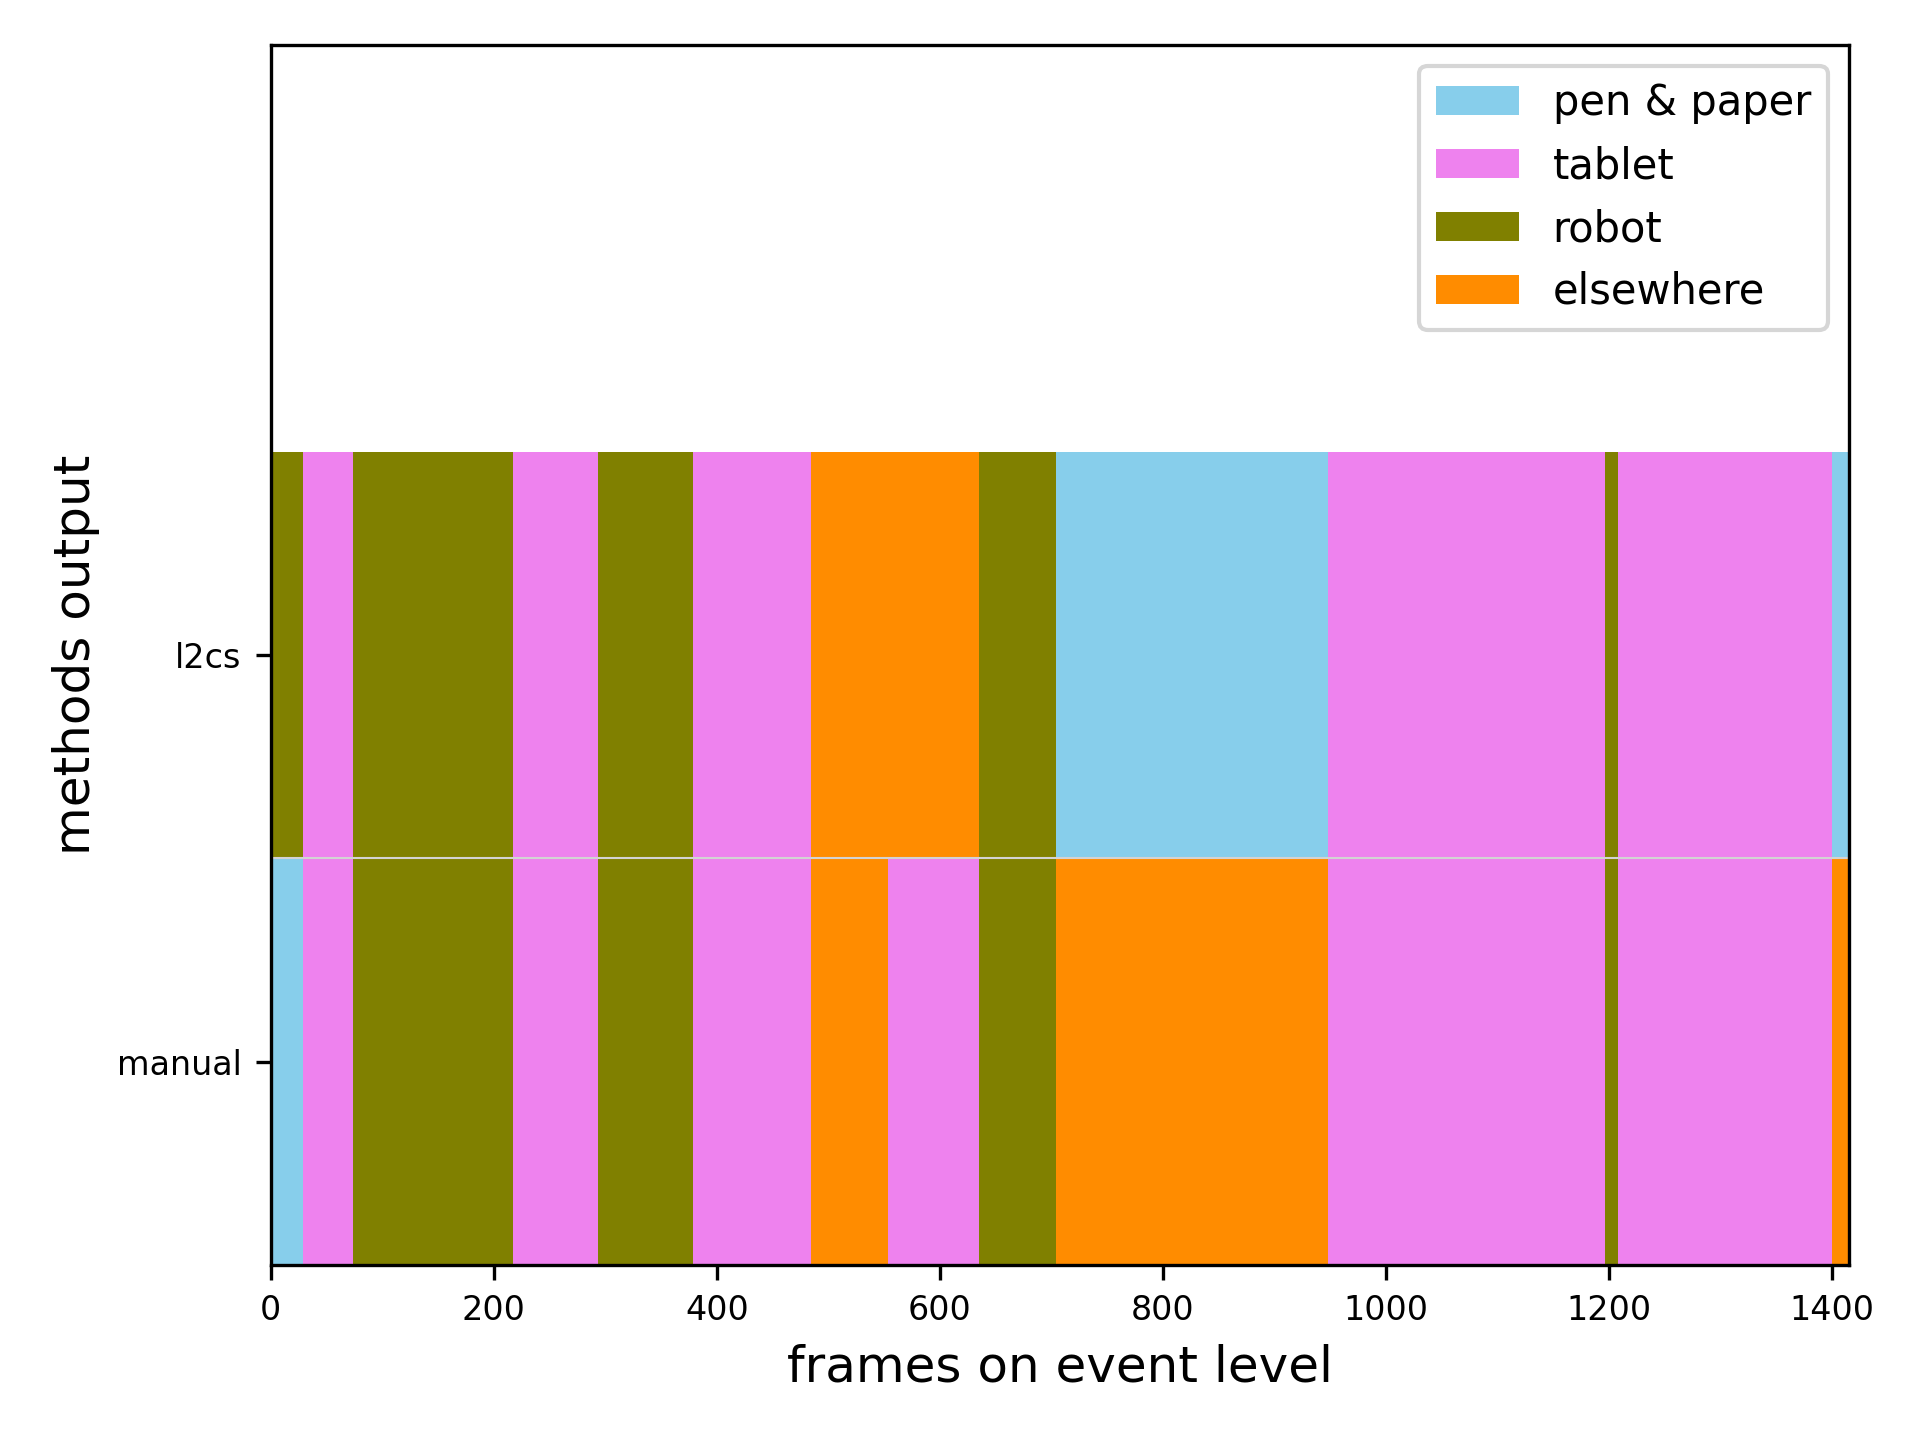 pen & paper
tablet
robot
elsewhere
methods output
l2cs
manual
0 200 400 600 800 1000 1200 1400
frames on event level